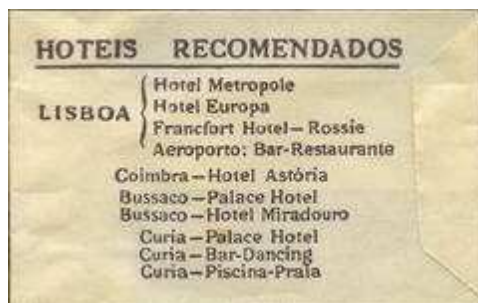 HOTEIS RECOMENDADOS
LISBOA
Hotel Metropole
Hotel Europa
Francfort Hotel—Rossie
Aeroporto: Bar-Restaurante
Coimbra—Hotel Astória
Bussaco—Palace Hotel
Bussaco—Hotel Miradouro
Curia—Palace Hotel
Curia—Bar-Dancing
Curia—Piscina-Praia